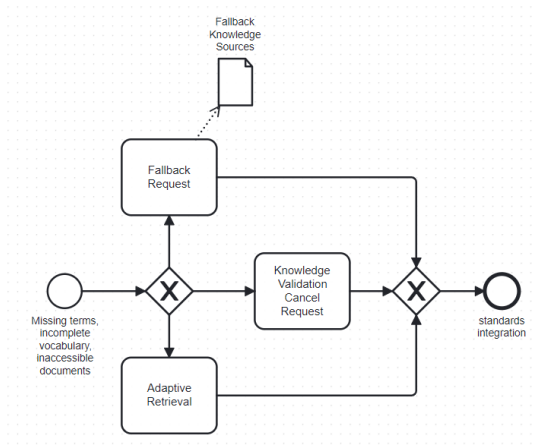 Fallback
Knowledge
Sources
Fallback
Request
Knowledge
Validation
Cancel
Request
Missing terms,
incomplete
vocabulary,
inaccessible
documents
standards
integration
Adaptive
Retrieval